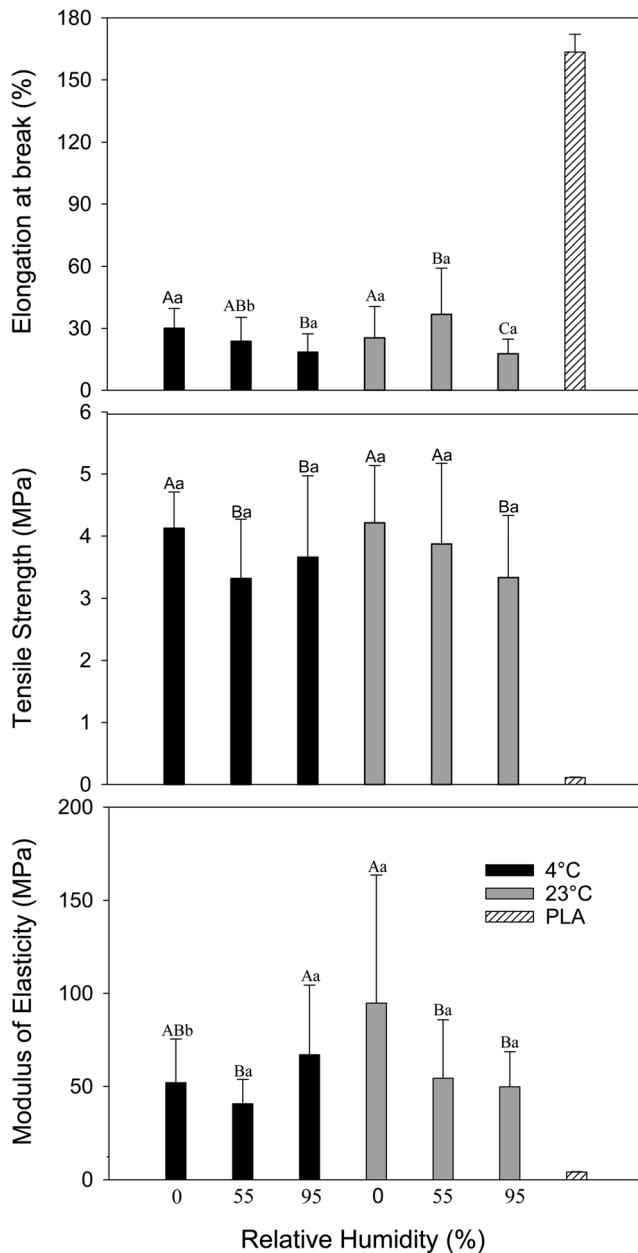 Elongation at break (%)
180
150
120
90
60
30
0
Aa
ABb
Ba
Aa
Ba
Ca
Tensile Strength (MPa)
6
5
4
3
2
1
0
Aa
Ba
Ba
Aa
Aa
Ba
Modulus of Elasticity (MPa)
200
150
100
50
0
ABb
Ba
Aa
Aa
Ba
Ba
4°C
23°C
PLA
0 55 95 0 55 95
Relative Humidity (%)